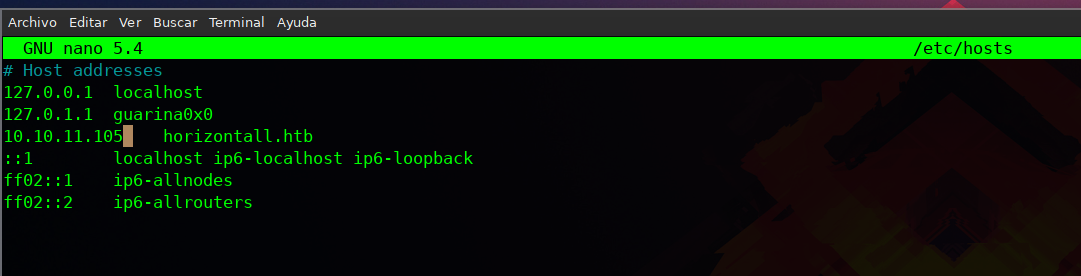 Archivo Editar Ver Buscar Terminal Ayuda
GNU nano 5.4 /etc/hosts
# Host addresses
127.0.0.1 localhost
127.0.1.1 guarina0x0
10.10.11.105 horizontall.htb
::1 localhost ip6-localhost ip6-loopback
ff02::1 ip6-allnodes
ff02::2 ip6-allrouters